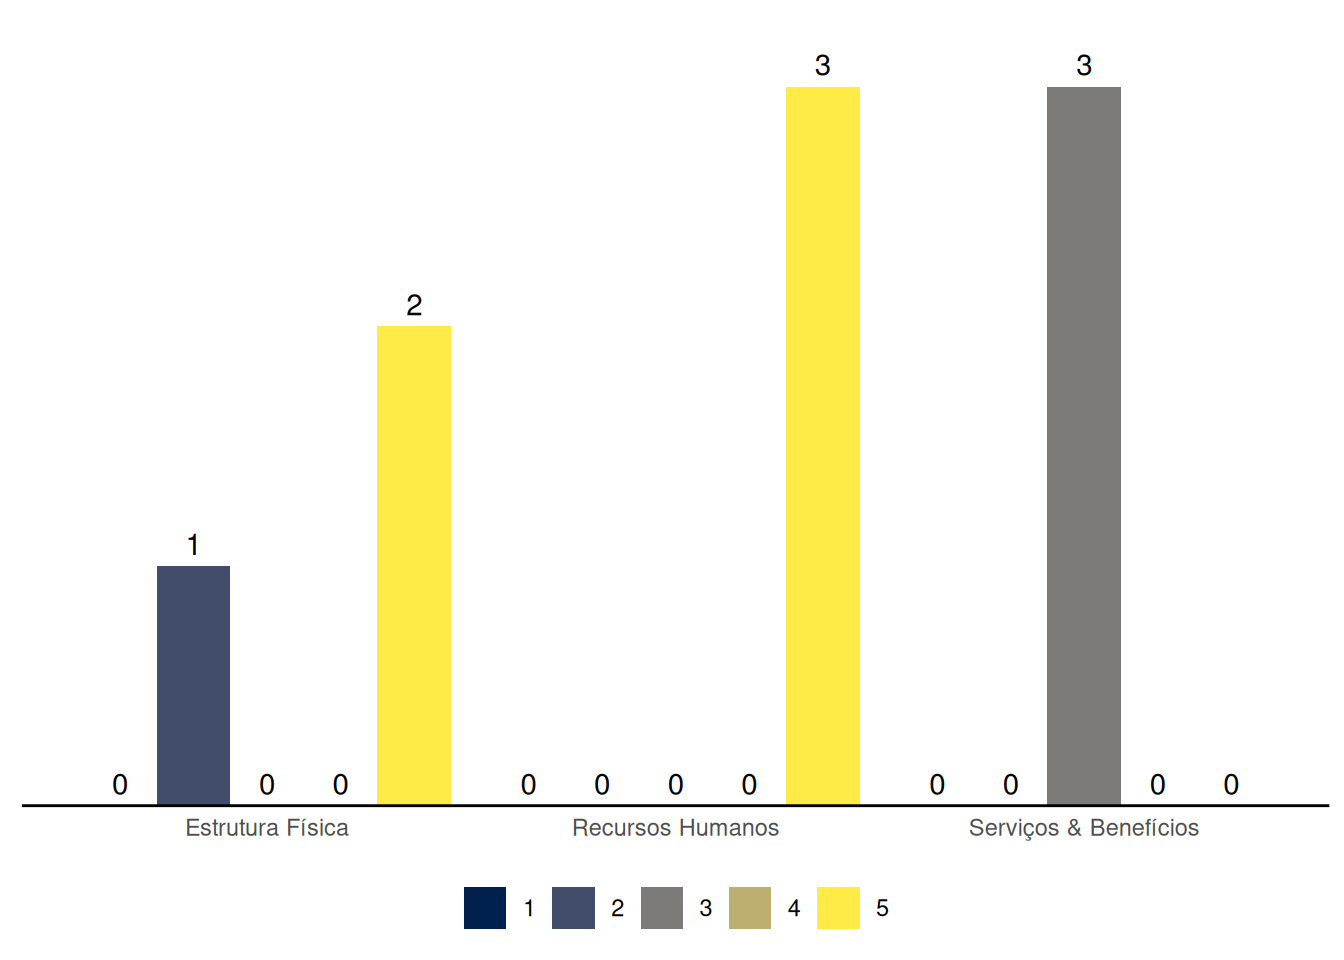 3 3
2
1
0 0 0 0 0 0 0 0 0 0 0
Estrutura Física Recursos Humanos Serviços & Benefícios
1 2 3 4 5